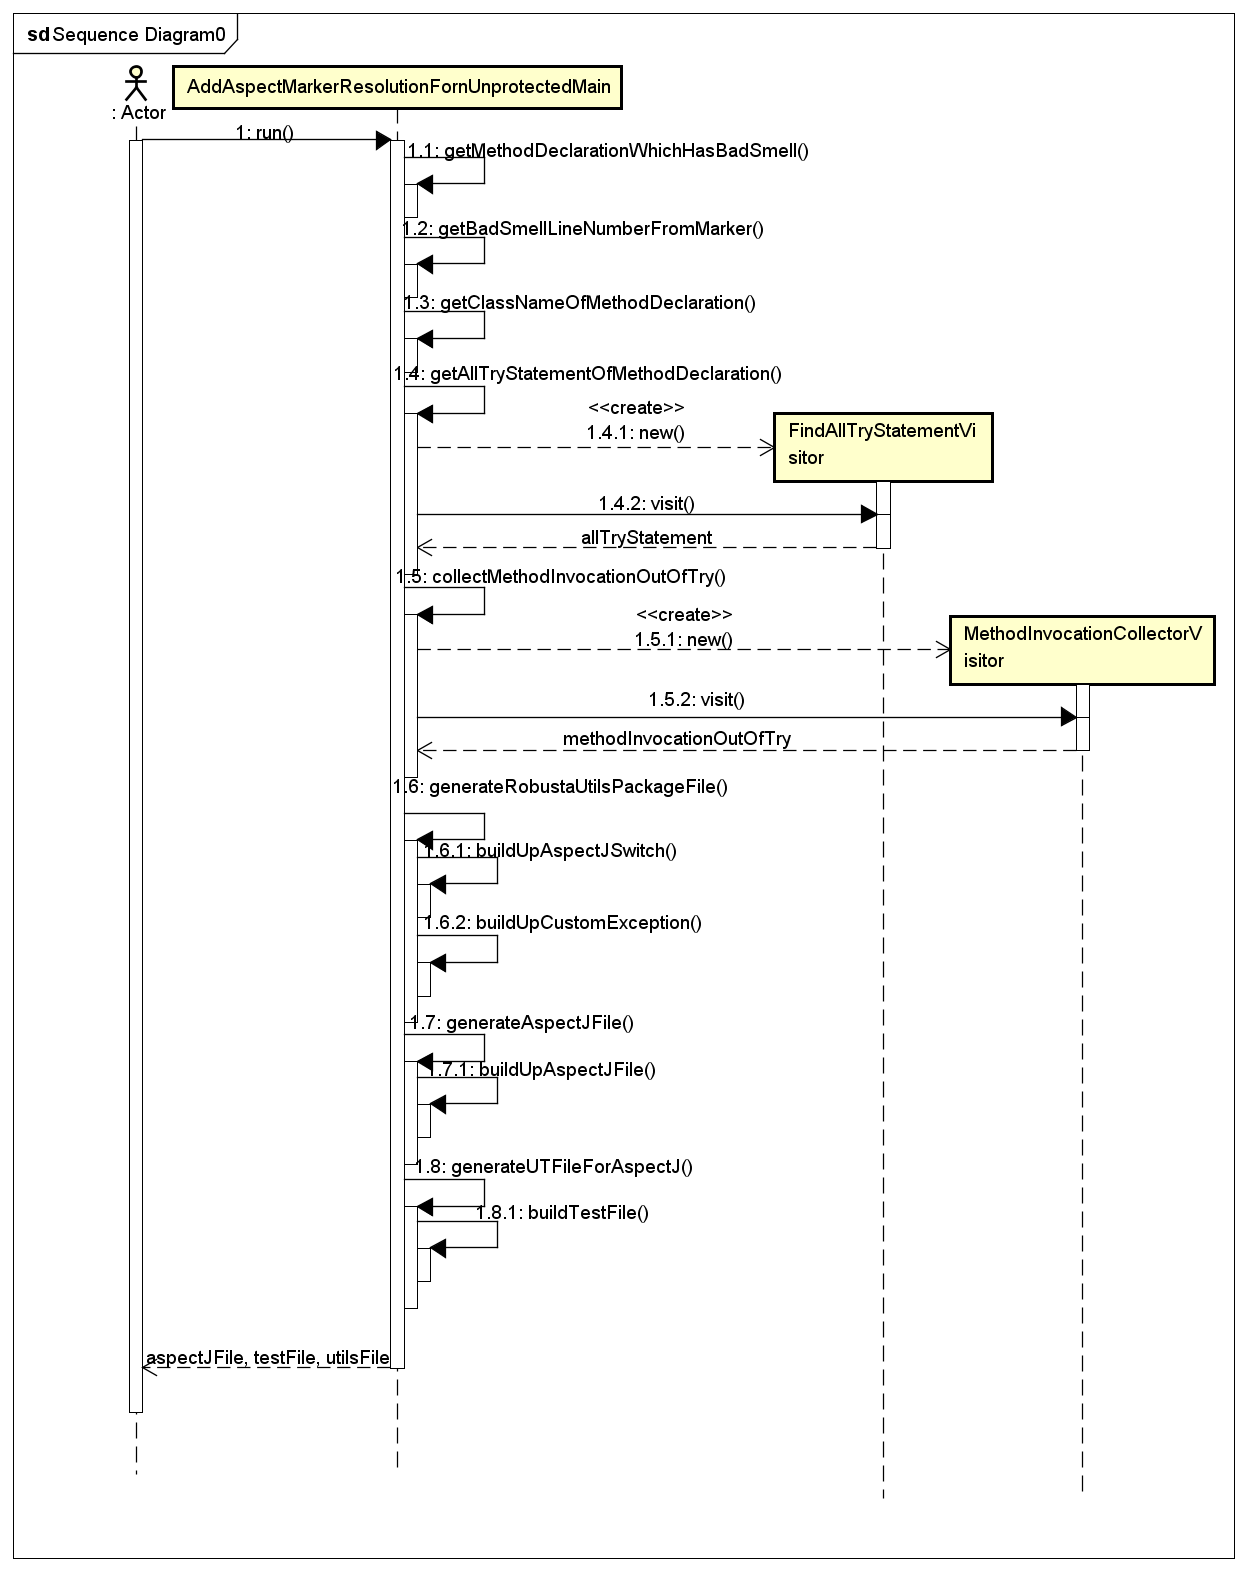 sd Sequence Diagram0
: Actor
AddAspectMarkerResolutionFornUnprotectedMain
1: run()
1.1: getMethodDeclarationWhichHasBadSmell()
1.2: getBadSmellLineNumberFromMarker()
1.3: getClassNameOfMethodDeclaration()
1.4: getAllTryStatementOfMethodDeclaration()
<<create>>
1.4.1: new()
FindAllTryStatementVi
sitor
1.4.2: visit()
allTryStatement
1.5: collectMethodInvocationOutOfTry()
<<create>>
1.5.1: new()
MethodInvocationCollectorV
isitor
1.5.2: visit()
methodInvocationOutOfTry
1.6: generateRobustaUtilsPackageFile()
1.6.1: buildUpAspectJSwitch()
1.6.2: buildUpCustomException()
1.7: generateAspectJFile()
1.7.1: buildUpAspectJFile()
1.8: generateUTFileForAspectJ()
1.8.1: buildTestFile()
aspectJFile, testFile, utilsFile